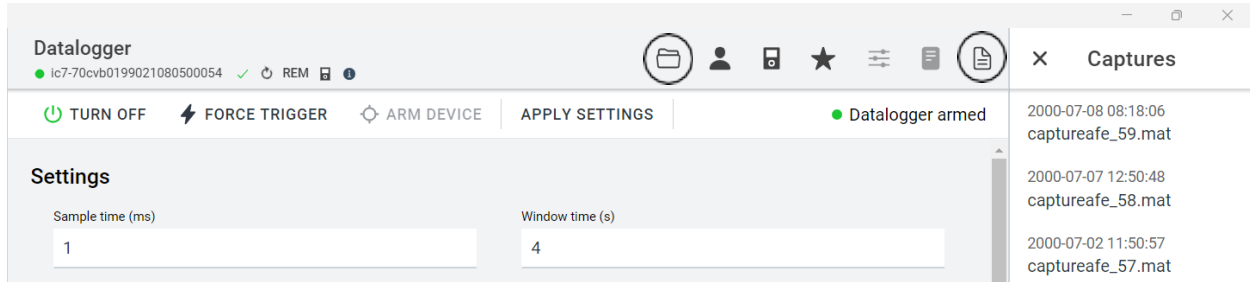 Datalogger
ic7-70cvb0199021080500054 REM
TURN OFF FORCE TRIGGER ARM DEVICE APPLY SETTINGS Datalogger armed
Settings
Sample time (ms) Window time (s)
1 4
Captures
2000-07-08 08:18:06
captureafe_59.mat
2000-07-07 12:50:48
captureafe_58.mat
2000-07-02 11:50:57
captureafe_57.mat